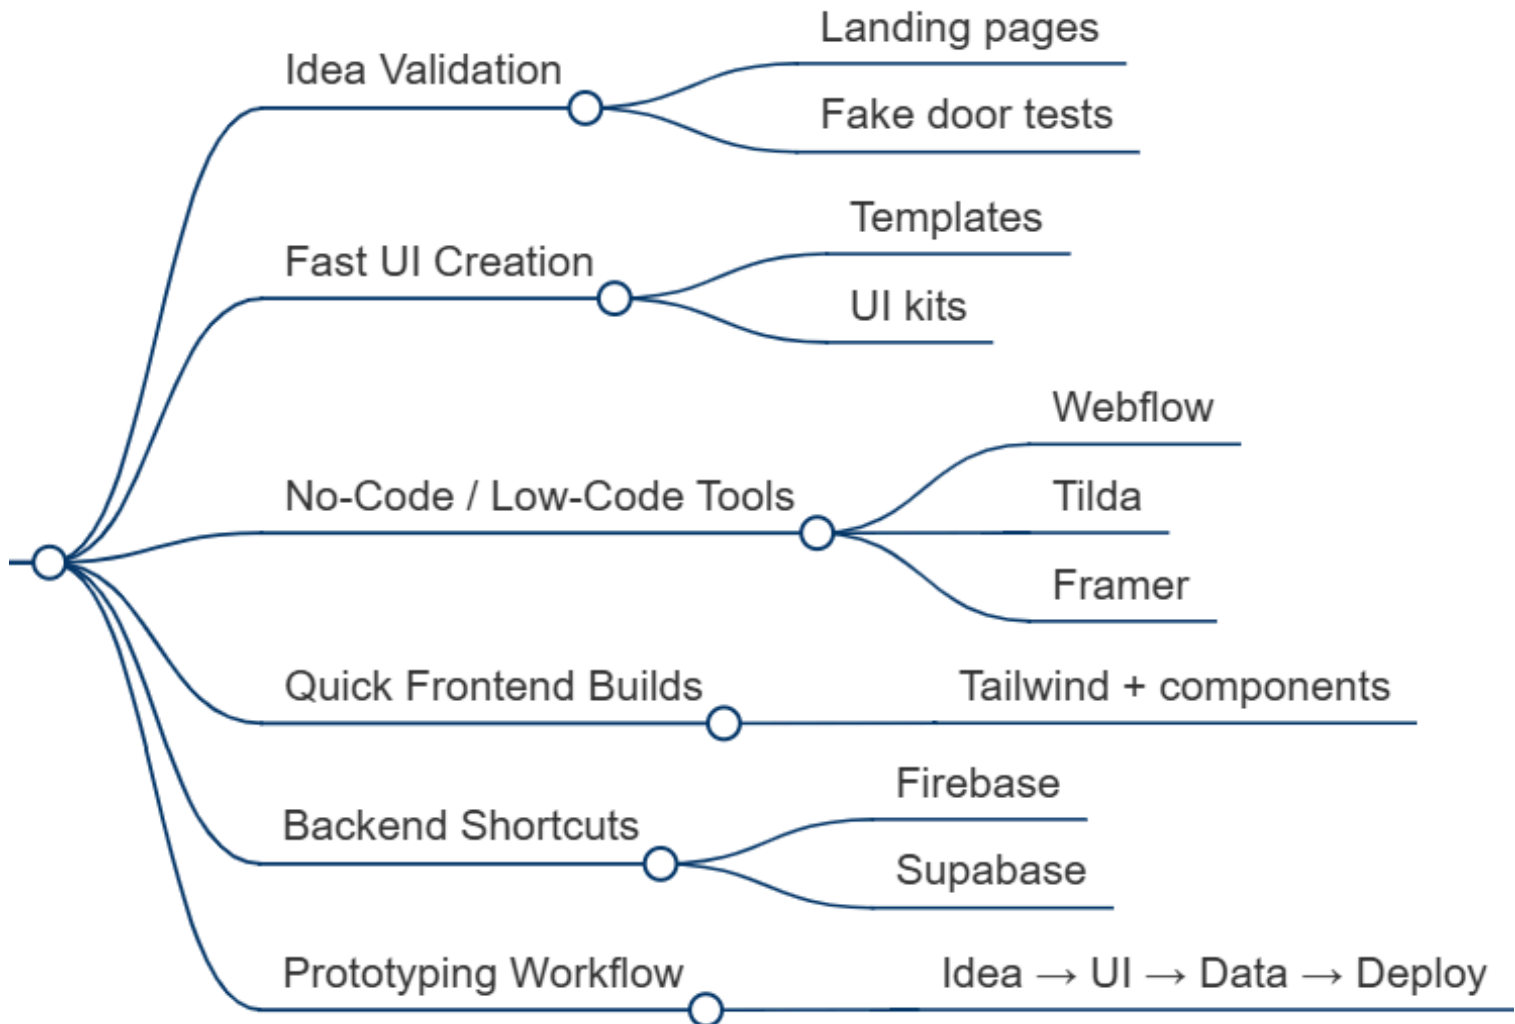 Idea Validation
Landing pages
Fake door tests
Fast UI Creation
Templates
UI kits
No-Code / Low-Code Tools
Webflow
Tilda
Framer
Quick Frontend Builds
Tailwind + components
Backend Shortcuts
Firebase
Supabase
Prototyping Workflow
Idea → UI → Data → Deploy